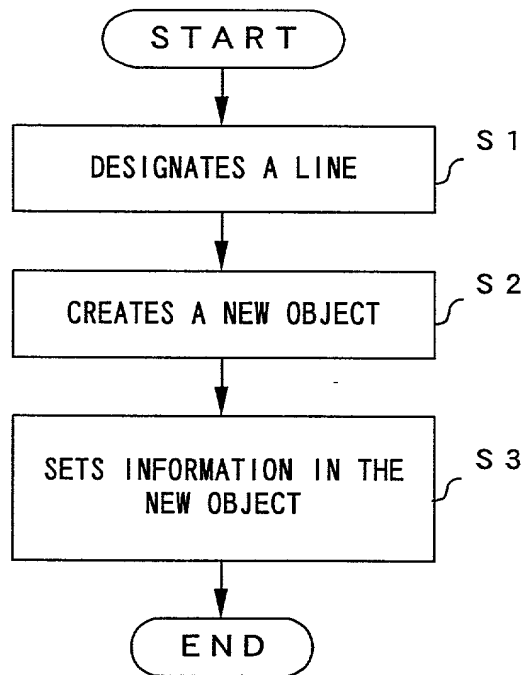 START
DESIGNATES A LINE
S1
CREATES A NEW OBJECT
S2
SETS INFORMATION IN THE
NEW OBJECT
S3
END